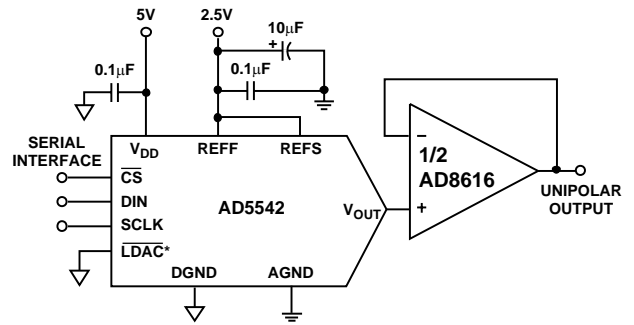 5V
2.5V
10μF
+
0.1μF
0.1μF
SERIAL
INTERFACE
VDD
REFF
REFS
CS
DIN
SCLK
LDAC*
AD5542
VOUT
DGND
AGND
−
1/2
AD8616
+
UNIPOLAR
OUTPUT